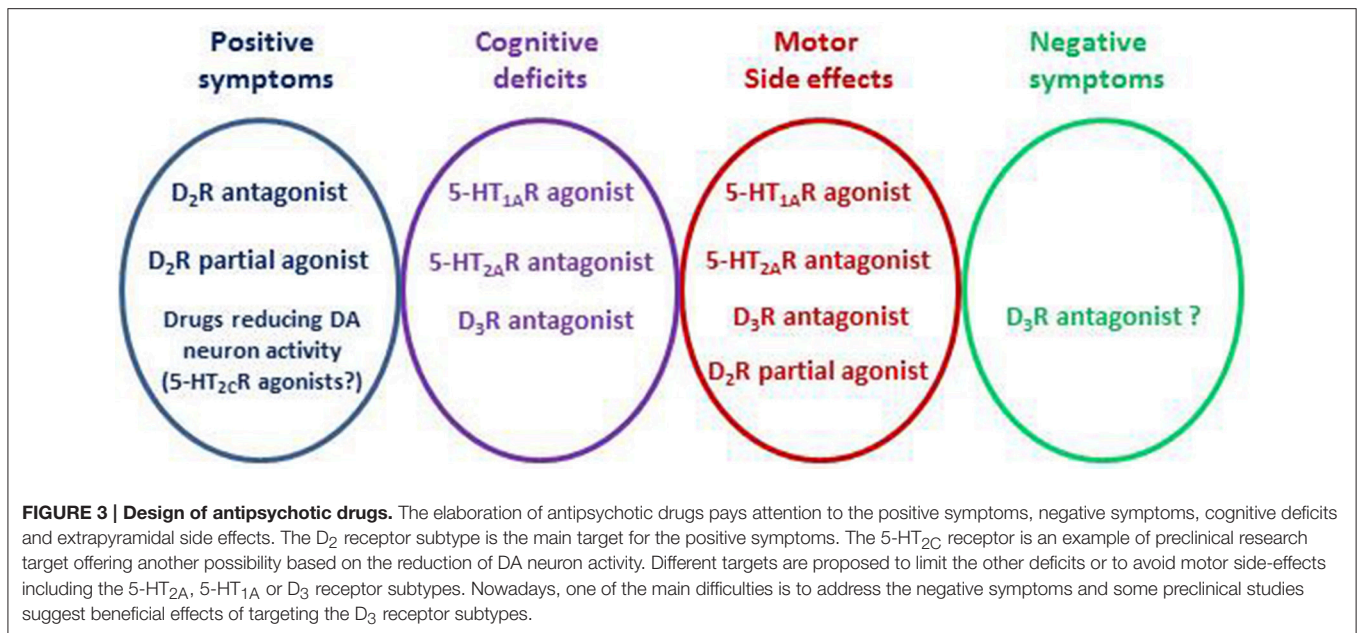 Positive
symptoms
Cognitive
deficits
Motor
Side effects
Negative
symptoms
D2R antagonist
D2R partial agonist
Drugs reducing DA
neuron activity
(5-HT2CR agonists?)
5-HT1AR agonist
5-HT2AR antagonist
D3R antagonist
5-HT1AR agonist
5-HT2AR antagonist
D3R antagonist
D2R partial agonist
D3R antagonist ?
FIGURE 3 | Design of antipsychotic drugs. The elaboration of antipsychotic drugs pays attention to the positive symptoms, negative symptoms, cognitive deficits
and extrapyramidal side effects. The D2 receptor subtype is the main target for the positive symptoms. The 5-HT2C receptor is an example of preclinical research
target offering another possibility based on the reduction of DA neuron activity. Different targets are proposed to limit the other deficits or to avoid motor side-effects
including the 5-HT2A, 5-HT1A or D3 receptor subtypes. Nowadays, one of the main difficulties is to address the negative symptoms and some preclinical studies
suggest beneficial effects of targeting the D3 receptor subtypes.